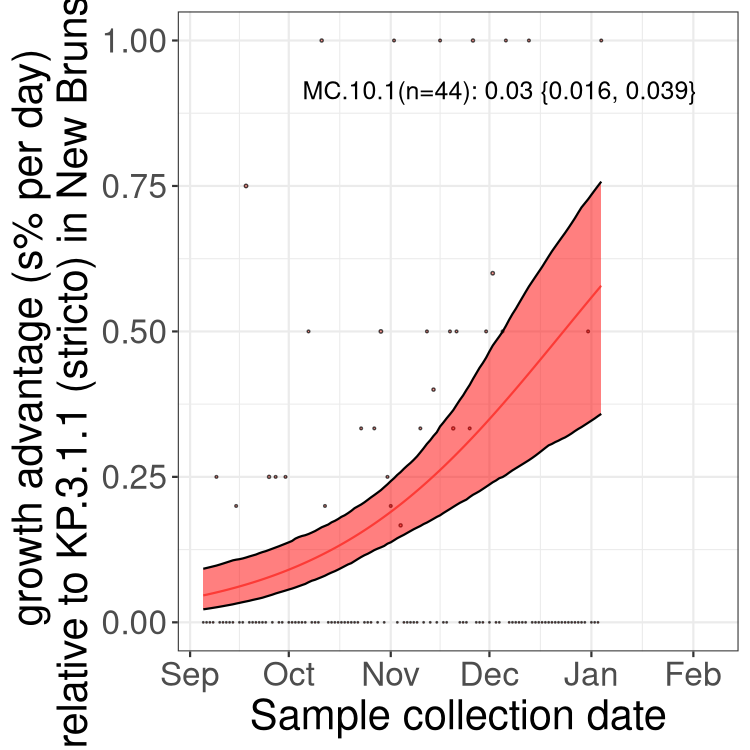 growth advantage (s% per day)
relative to KP.3.1.1 (stricto) in New Bruns
1.00
0.75
0.50
0.25
0.00
MC.10.1(n=44): 0.03 {0.016, 0.039}
Sep Oct Nov Dec Jan Feb
Sample collection date